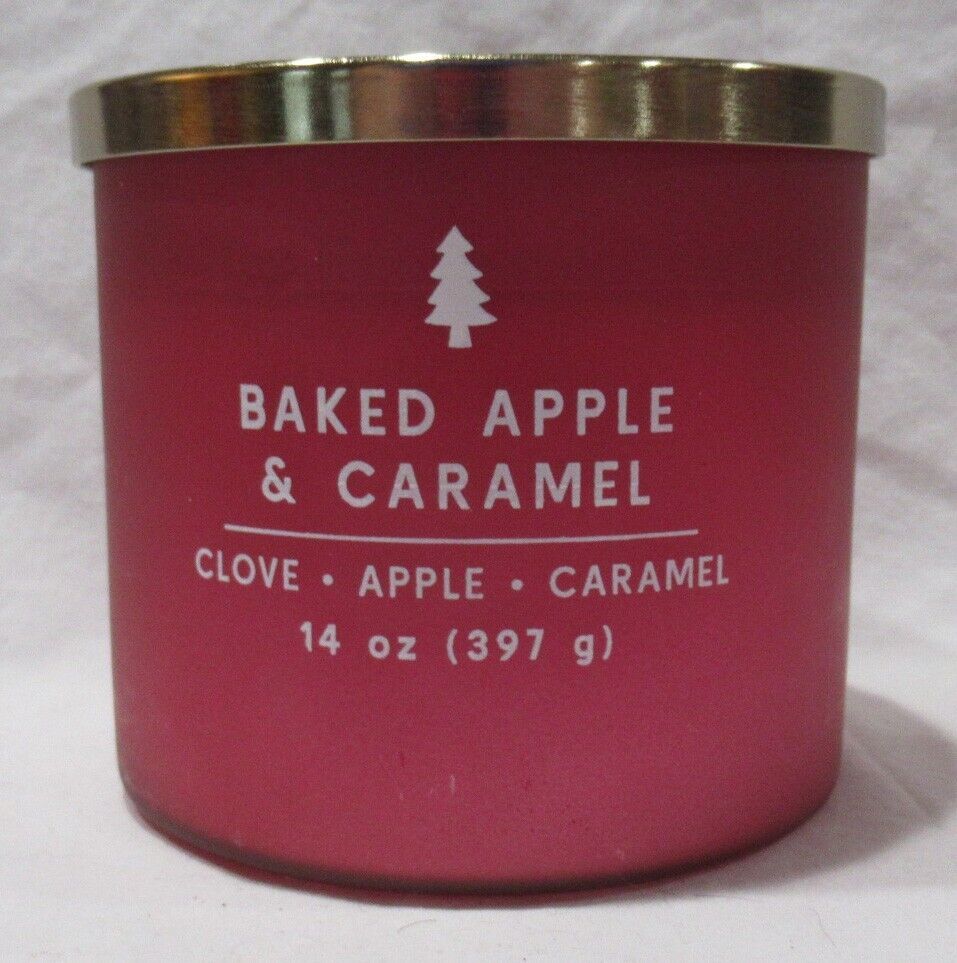 BAKED APPLE
& CARAMEL
CLOVE • APPLE • CARAMEL
14 oz (397 g)